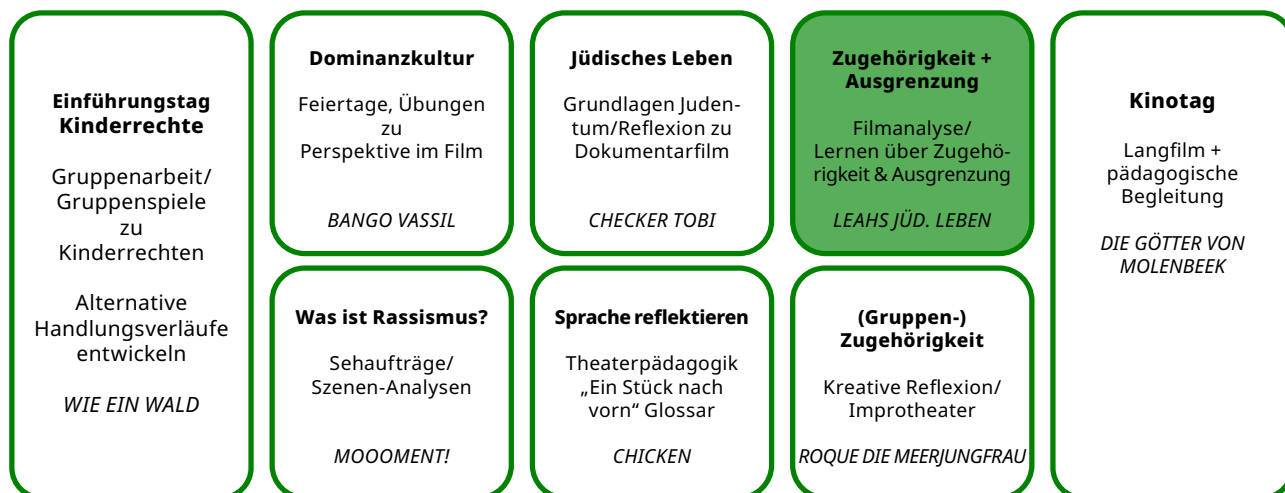 Einführungstag
Kinderrechte
Gruppenarbeit/
Gruppenspiele
zu
Kinderrechten
Alternative
Handlungsverläufe
entwickeln
WIE EIN WALD
Dominanzkultur
Feiertage, Übungen
zu
Perspektive im Film
BANGO VASSIL
Jüdisches Leben
Grundlagen Juden-
tum/Reflexion zu
Dokumentarfilm
CHECKER TOBI
Zugehörigkeit +
Ausgrenzung
Filmanalyse/
Lernen über Zugehö-
rigkeit & Ausgrenzung
LEAHS JÜD. LEBEN
Was ist Rassismus?
Sehaufträge/
Szenen-Analysen
MOOOMENT!
Sprache reflektieren
Theaterpädagogik
„Ein Stück nach
vorn“ Glossar
CHICKEN
(Gruppen-)
Zugehörigkeit
Kreative Reflexion/
Improtheater
ROQUE DIE MEERJUNGFRAU
Kinotag
Langfilm +
pädagogische
Begleitung
DIE GÖTTER VON
MOLENBEEK